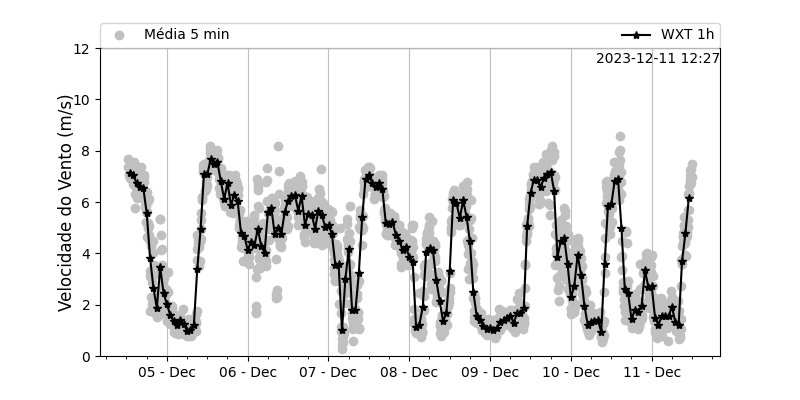 Média 5 min WXT 1h
2023-12-11 12:27
Velocidade do Vento (m/s)
12
10
8
6
4
2
0
05 - Dec 06 - Dec 07 - Dec 08 - Dec 09 - Dec 10 - Dec 11 - Dec